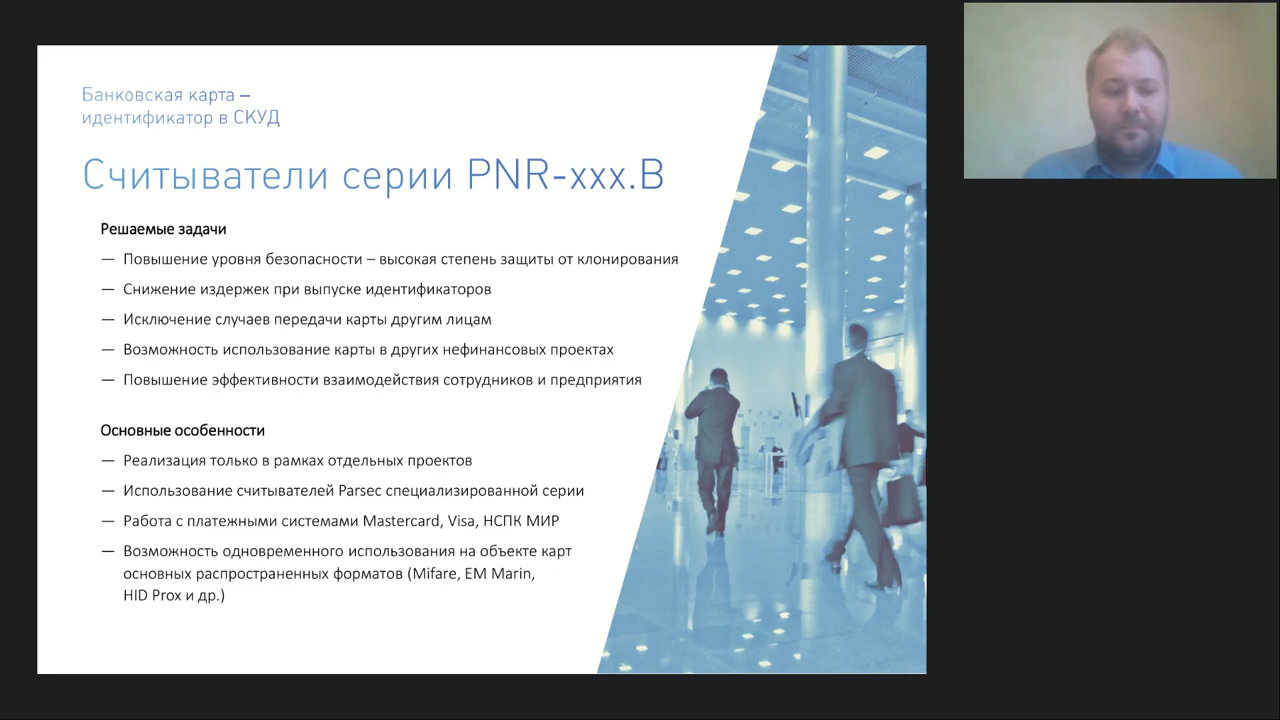 Банковская карта –
идентификатор в СКУД
Считыватели серии PNR-xxx.B
Решаемые задачи
— Повышение уровня безопасности – высокая степень защиты от клонирования
— Снижение издержек при выпуске идентификаторов
— Исключение случаев передачи карты другим лицам
— Возможность использование карты в других нефинансовых проектах
— Повышение эффективности взаимодействия сотрудников и предприятия
Основные особенности
— Реализация только в рамках отдельных проектов
— Использование считывателей Parsec специализированной серии
— Работа с платежными системами Mastercard, Visa, НСПК МИР
— Возможность одновременного использования на объекте карт
основных распространенных форматов (Mifare, EM Marin,
HID Prox и др.)